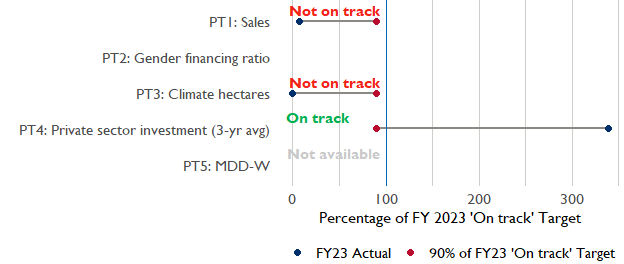 Not on track
PT1: Sales
PT2: Gender financing ratio
Not on track
PT3: Climate hectares
On track
PT4: Private sector investment (3-yr avg)
Not available
PT5: MDD-W
0 100 200 300
Percentage of FY 2023 'On track' Target
FY23 Actual 90% of FY23 'On track' Target